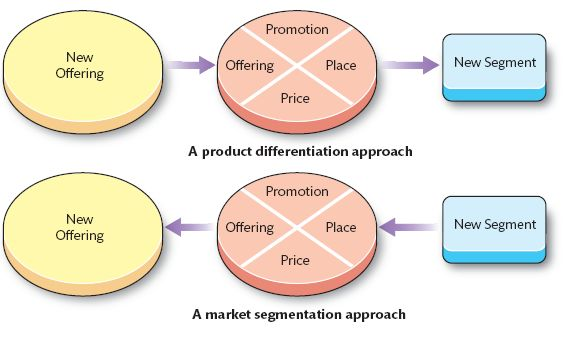 New
Offering
Promotion
Offering
Place
Price
New Segment
A product differentiation approach
New
Offering
Promotion
Offering
Place
Price
New Segment
A market segmentation approach